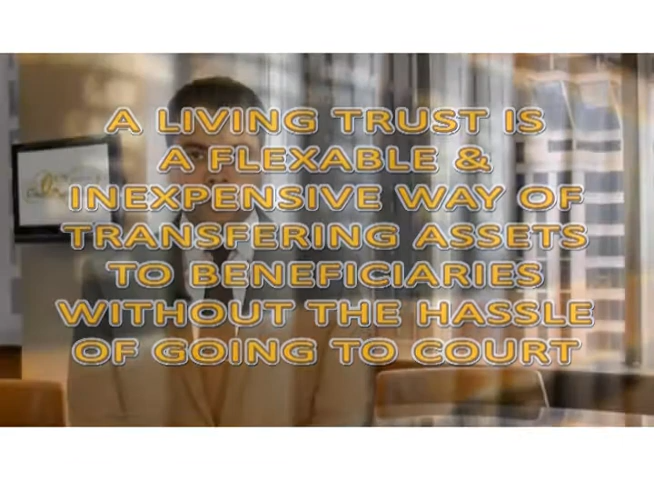 A LIVING TRUST IS
A FLEXABLE &
INEXPENSIVE WAY OF
TRANSFERING ASSETS
TO BENEFICIARIES
WITHOUT THE HASSLE
OF GOING TO COURT